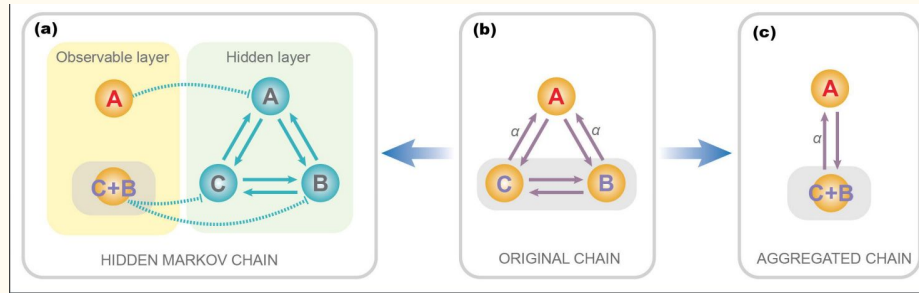 (a)
Observable layer
Hidden layer
A
A
C+B
C
B
HIDDEN MARKOV CHAIN
(b)
A
α
α
C
B
ORIGINAL CHAIN
(c)
A
α
C+B
AGGREGATED CHAIN